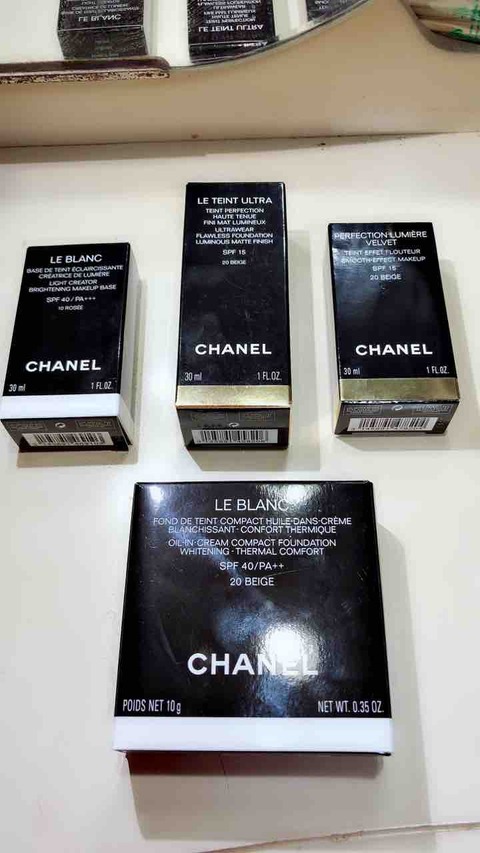 LE TEINT ULTRA
LE BLANC
BASE DE TEINT ÉCLAIRCISSANTE
CRÉATRICE DE LUMIÈRE
LIGHT CREATOR
BRIGHTENING MAKEUP BASE
SPF 40 / PA+++
10 ROSÉE
CHANEL
30 ml 1 FL.OZ.
LE TEINT ULTRA
TEINT PERFECTION
HAUTE TENUE
FINI MAT LUMINEUX
ULTRAWEAR
FLAWLESS FOUNDATION
LUMINOUS MATTE FINISH
SPF 15
20 BEIGE
CHANEL
30 ml 1 FL.OZ.
PERFECTION LUMIÈRE
VELVET
TEINT EFFET FLOUTEUR
SMOOTH-EFFECT MAKEUP
SPF 15
20 BEIGE
CHANEL
30 ml 1 FL.OZ.
LE BLANC
FOND DE TEINT COMPACT HUILE-DANS-CRÈME
BLANCHISSANT · CONFORT THERMIQUE
OIL-IN-CREAM COMPACT FOUNDATION
WHITENING · THERMAL COMFORT
SPF 40/PA++
20 BEIGE
CHANEL
POIDS NET 10 g NET WT. 0.35 OZ.